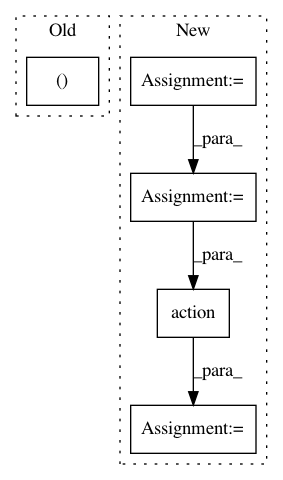 Old
New
()
Assignment:=
_para_
Assignment:=
_para_
action
_para_
Assignment:=